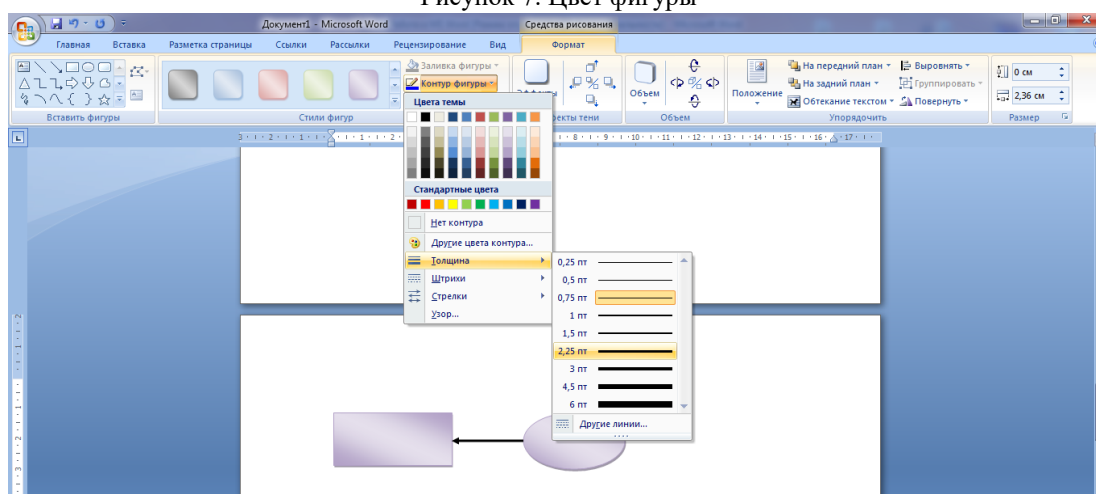 Рисунок 7. Цвет фигуры
Документ1 - Microsoft Word
Средства рисования
Главная Вставка Разметка страницы Ссылки Рассылки Рецензирование Вид Формат
Заливка фигуры
Контур фигуры
Объем
Положение
На передний план
На задний план
Обтекание текстом
Выровнять
Группировать
Повернуть
0 см
2,36 см
Вставить фигуры
Стили фигур
Объем
Упорядочить
Размер
Цвета темы
Стандартные цвета
Нет контура
Другие цвета контура...
Толщина
Штрихи
Стрелки
Узор...
0,25 пт
0,5 пт
0,75 пт
1 пт
1,5 пт
2,25 пт
3 пт
4,5 пт
6 пт
Другие линии...